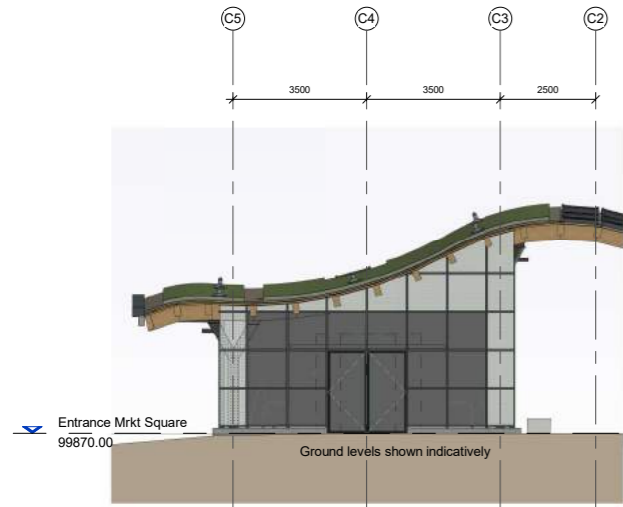 C5 C4 C3 C2
3500 3500 2500
Entrance Mrkt Square
99870.00
Ground levels shown indicatively